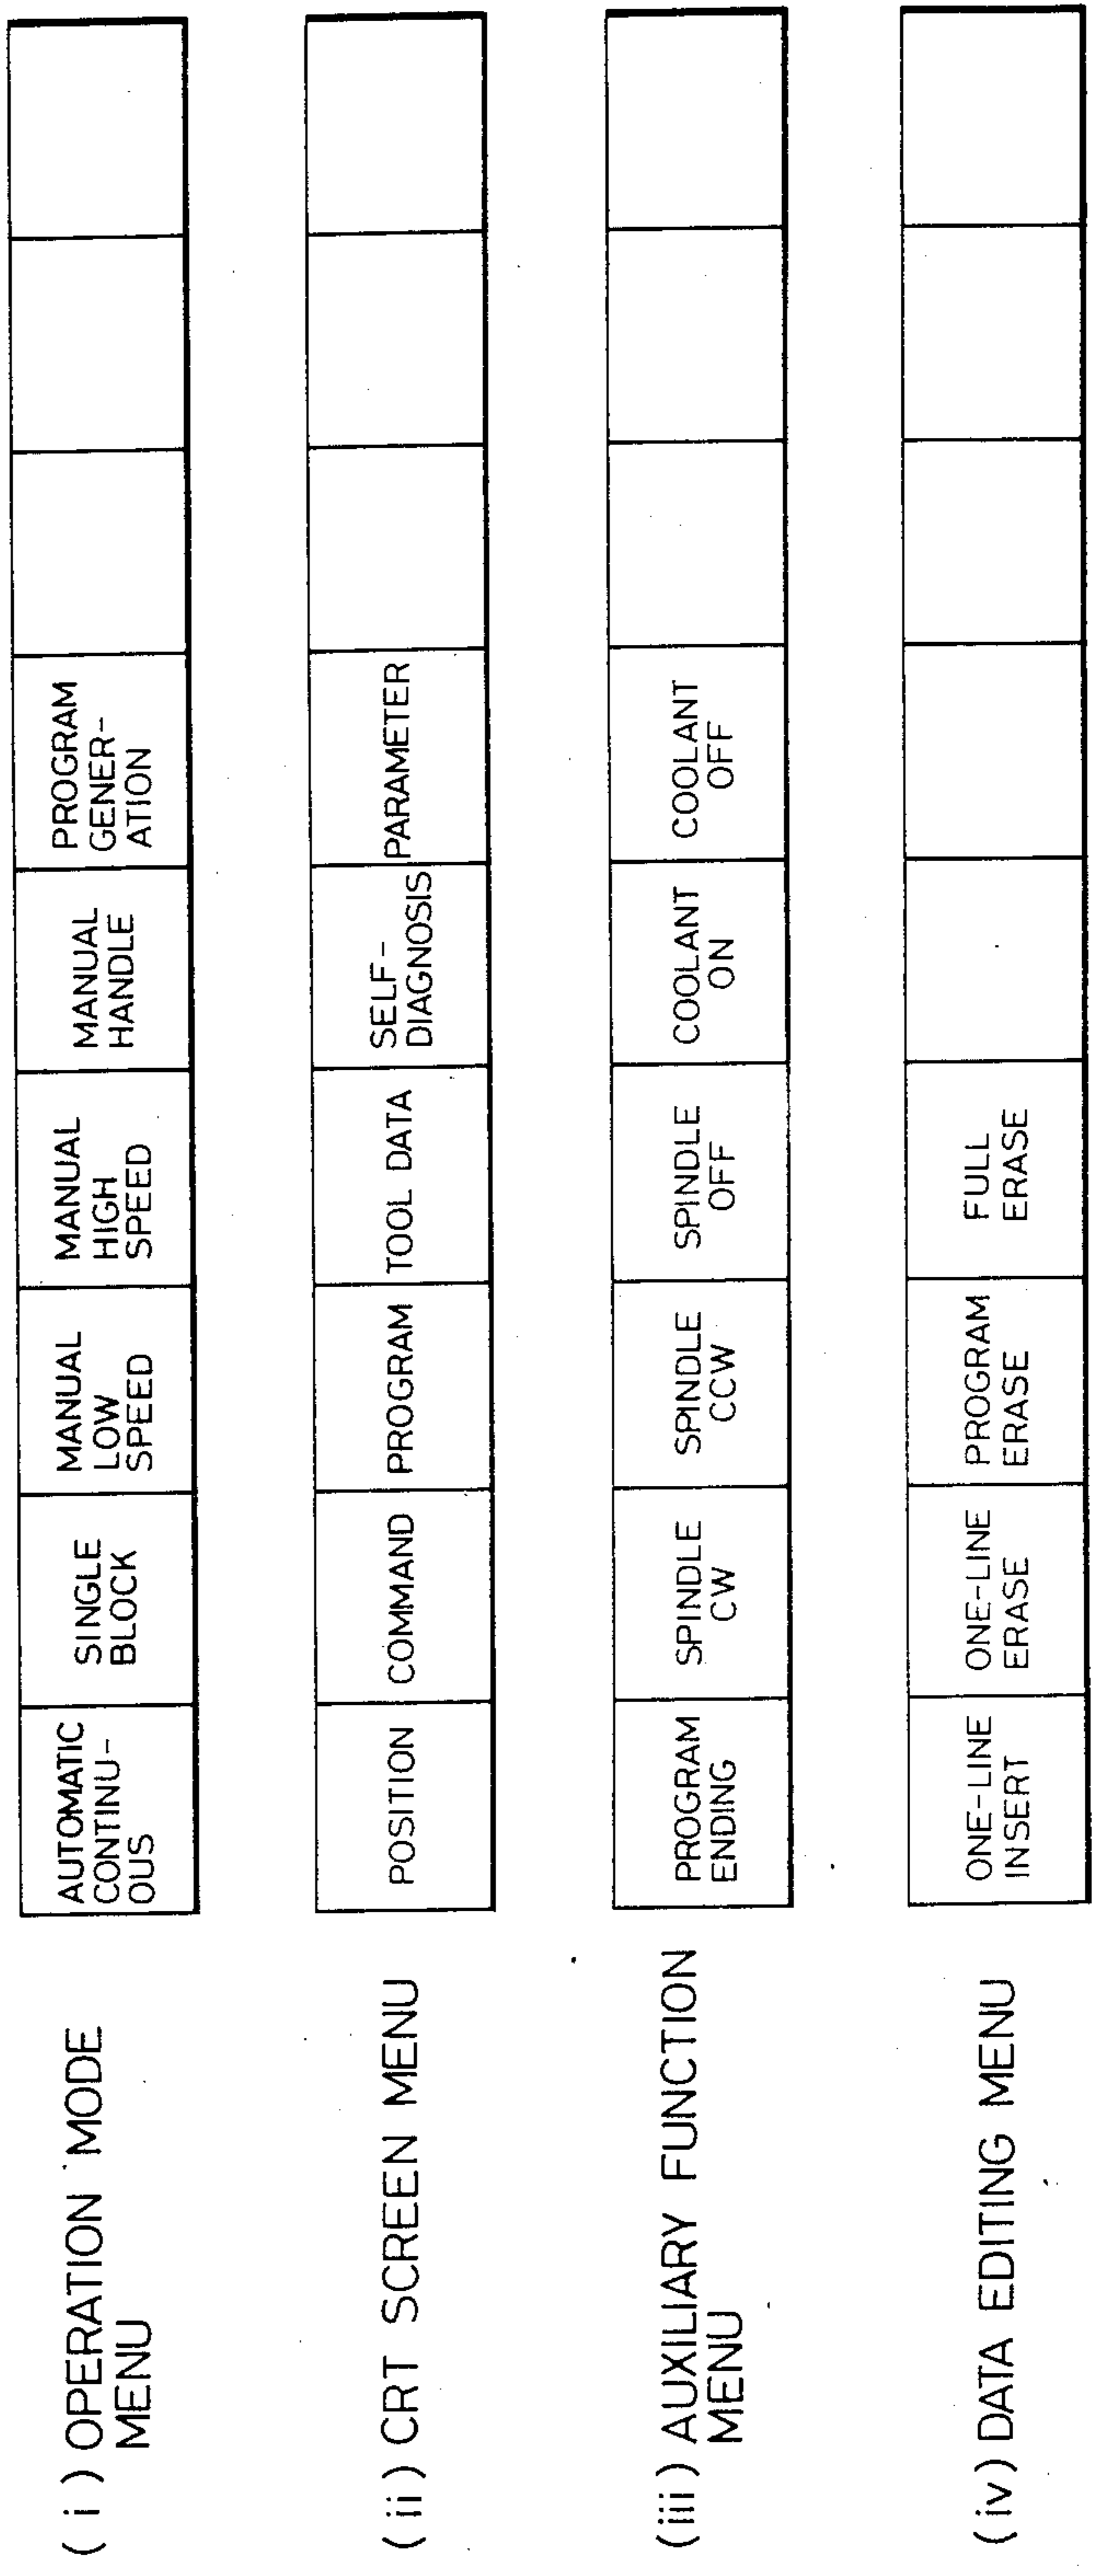 ( i ) OPERATION MODE
MENU
AUTOMATIC
CONTINU-
OUS
SINGLE
BLOCK
MANUAL
LOW
SPEED
MANUAL
HIGH
SPEED
MANUAL
HANDLE
PROGRAM
GENER-
ATION
( ii ) CRT SCREEN MENU
POSITION
COMMAND
PROGRAM
TOOL DATA
SELF-
DIAGNOSIS
PARAMETER
(iii) AUXILIARY FUNCTION
MENU
PROGRAM
ENDING
SPINDLE
CW
SPINDLE
CCW
SPINDLE
OFF
COOLANT
ON
COOLANT
OFF
(iv) DATA EDITING MENU
ONE-LINE
INSERT
ONE-LINE
ERASE
PROGRAM
ERASE
FULL
ERASE